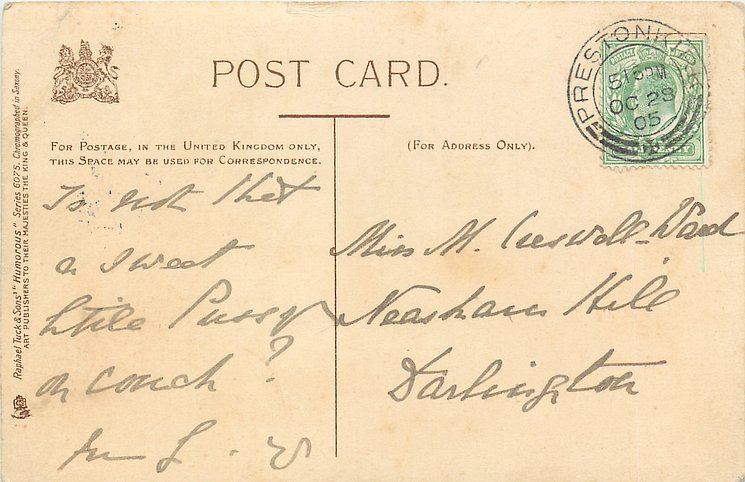 POST CARD.
FOR POSTAGE, IN THE UNITED KINGDOM ONLY,
THIS SPACE MAY BE USED FOR CORRESPONDENCE.
(FOR ADDRESS ONLY).
Raphael Tuck & Sons' "Humorous" Series 6075. Chromographed in Saxony.
ART PUBLISHERS TO THEIR MAJESTIES THE KING & QUEEN.
PRESTON
5 15PM
OC 28
05
Is not that
a sweet
little Pussy
on couch?
Miss M. Creswell-Ward
Neasham Hill
Darlington